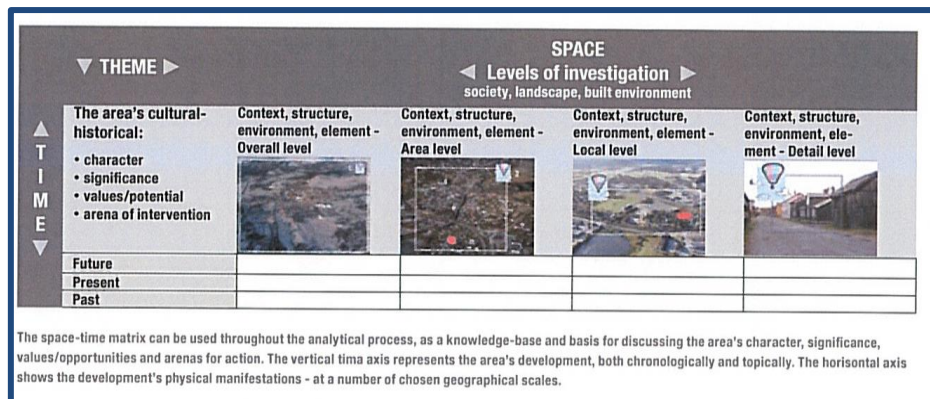 ▼ THEME ▶
SPACE
◀ Levels of investigation ▶
society, landscape, built environment
▲
T
I
M
E
▼
The area's cultural-
historical:
• character
• significance
• values/potential
• arena of intervention
Context, structure,
environment, element -
Overall level
Context, structure,
environment, element -
Area level
Context, structure,
environment, element -
Local level
Context, structure,
environment, ele-
ment - Detail level
Future
Present
Past
The space-time matrix can be used throughout the analytical process, as a knowledge-base and basis for discussing the area's character, significance,
values/opportunities and arenas for action. The vertical tima axis represents the area's development, both chronologically and topically. The horisontal axis
shows the development's physical manifestations - at a number of chosen geographical scales.